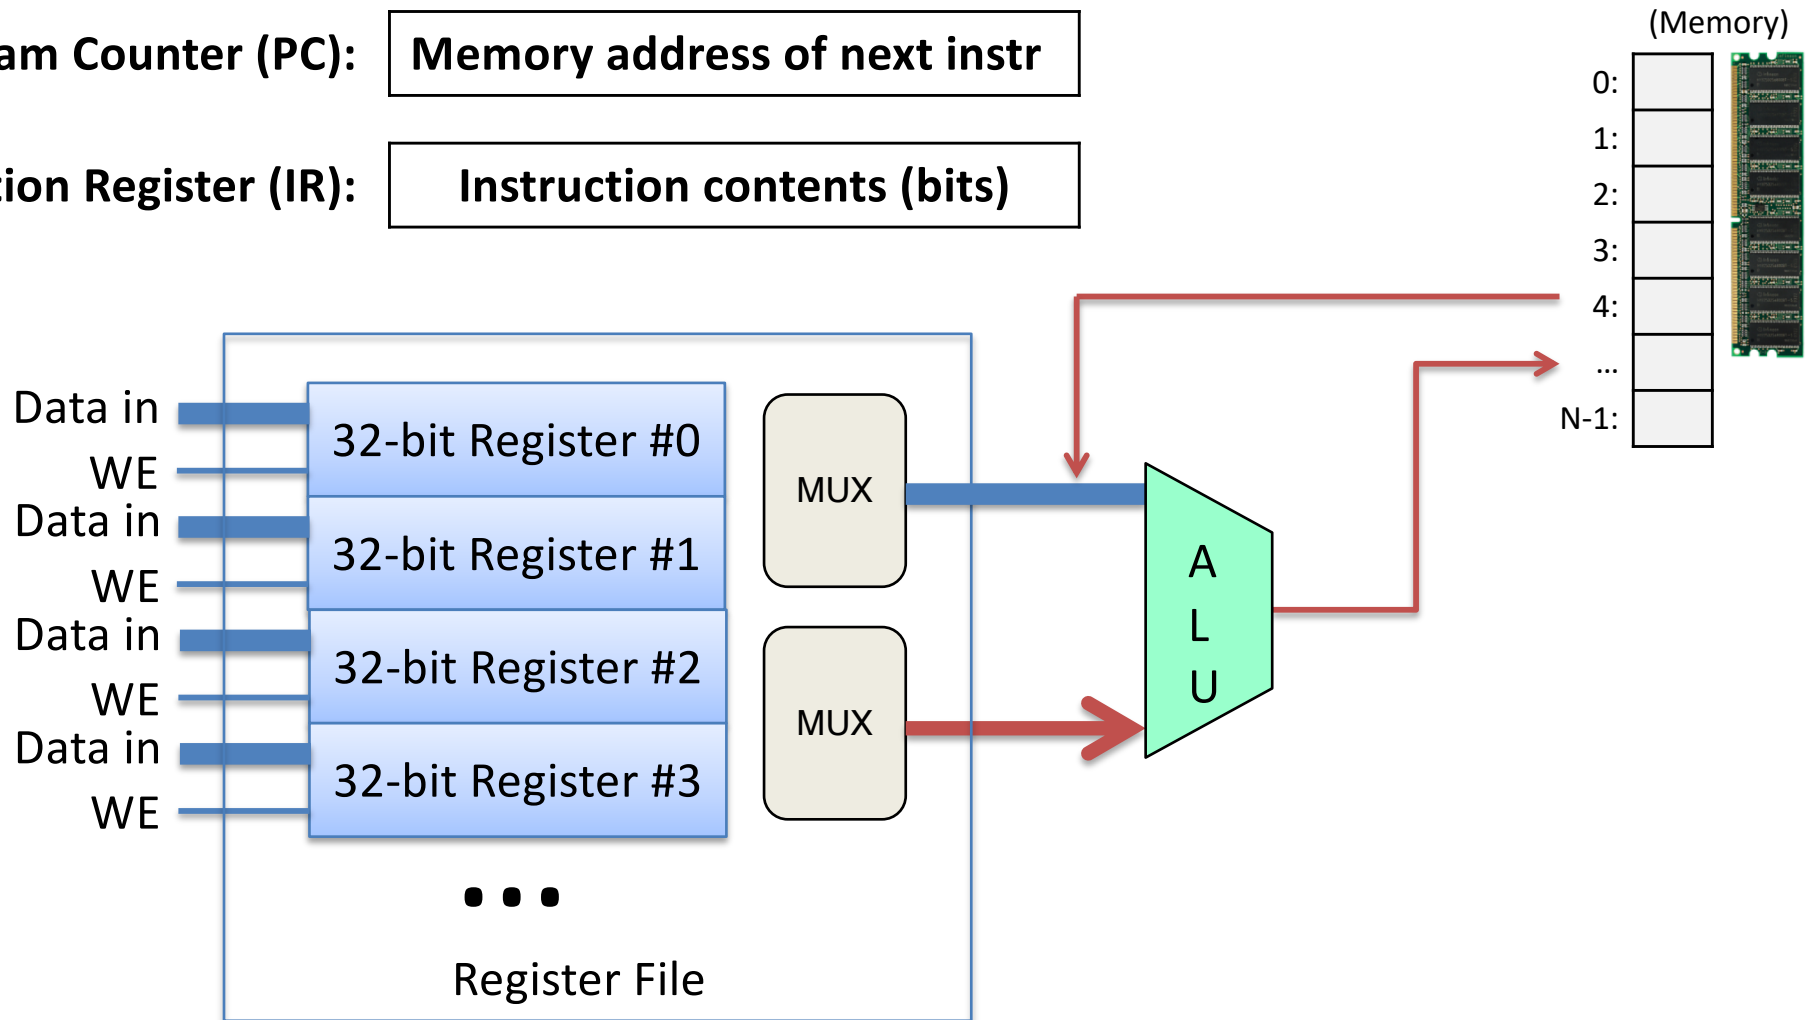 (Memory)
am Counter (PC):
Memory address of next instr
tion Register (IR):
Instruction contents (bits)
0:
1:
2:
3:
4:
...
N-1:
Data in
WE
Data in
WE
Data in
WE
Data in
WE
32-bit Register #0
32-bit Register #1
32-bit Register #2
32-bit Register #3
...
MUX
MUX
A
L
U
Register File